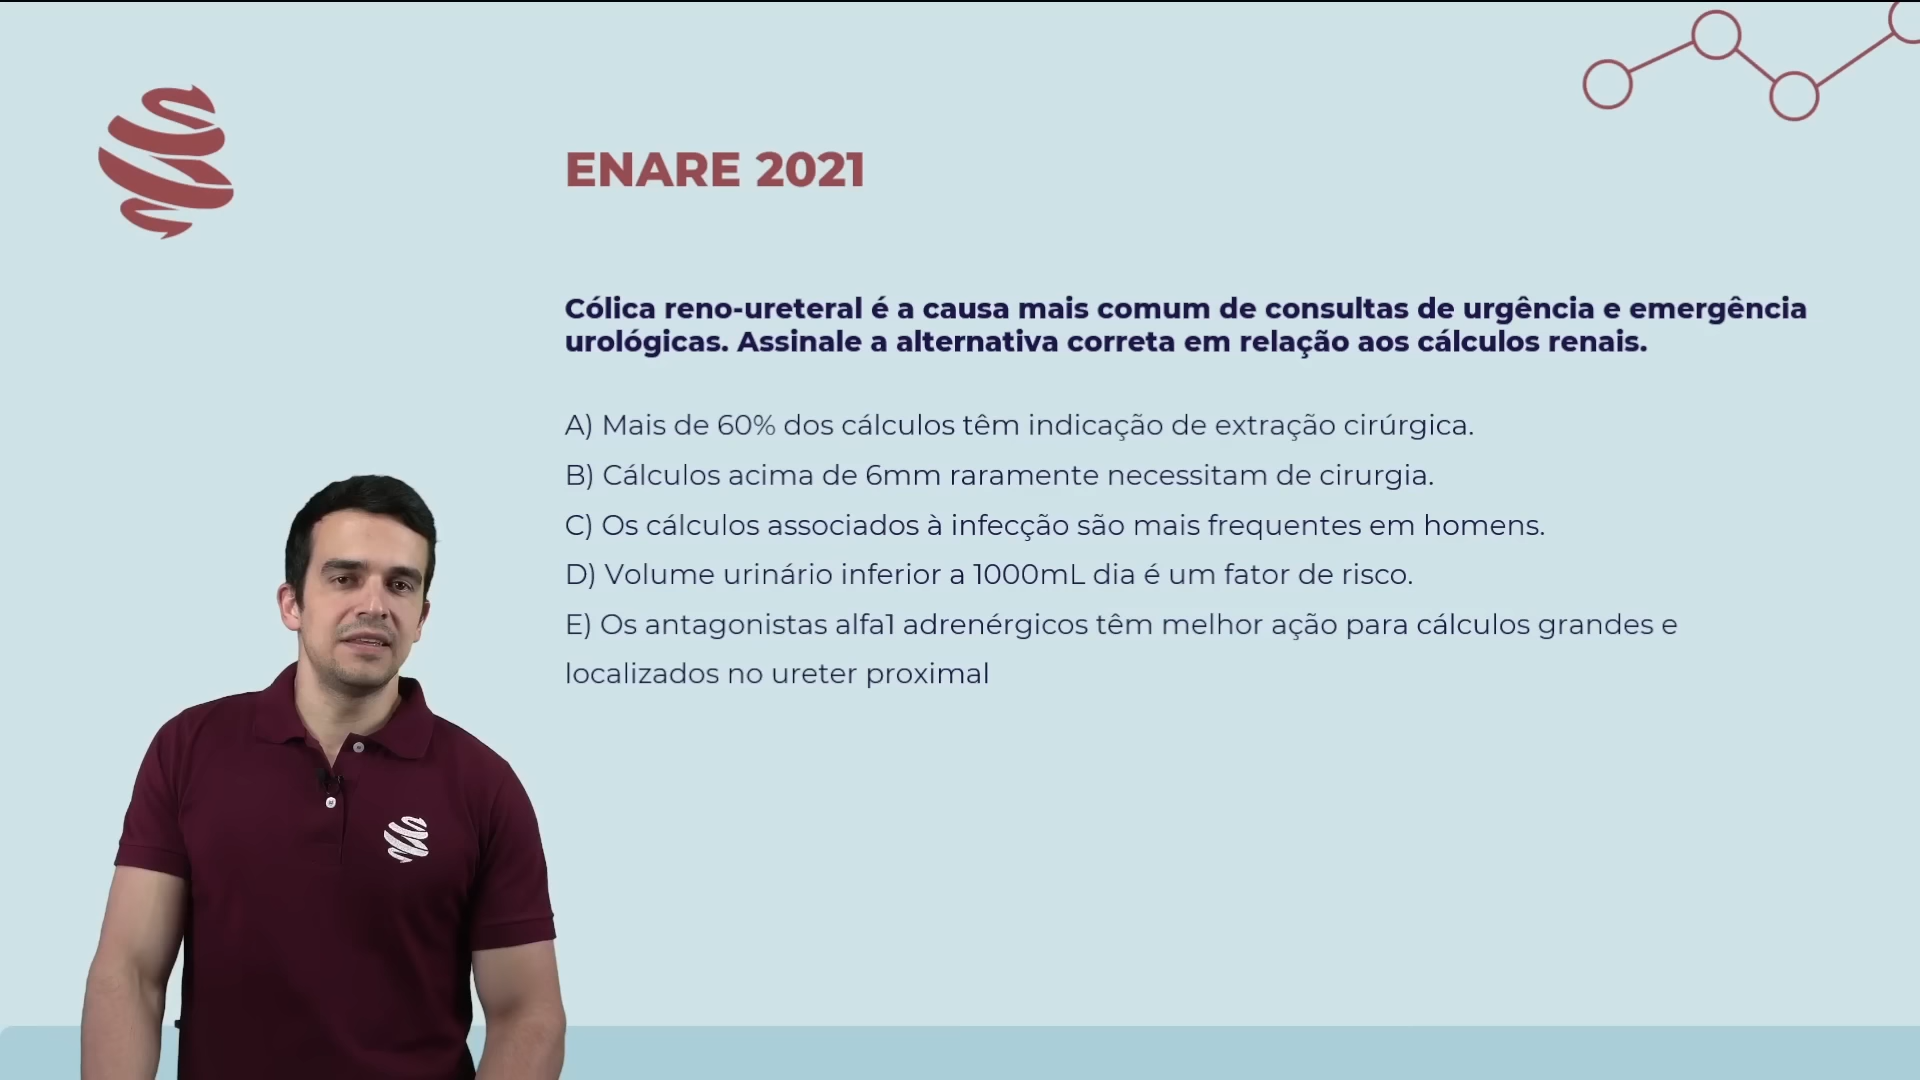 ENARE 2021
Cólica reno-ureteral é a causa mais comum de consultas de urgência e emergência
urológicas. Assinale a alternativa correta em relação aos cálculos renais.
A) Mais de 60% dos cálculos têm indicação de extração cirúrgica.
B) Cálculos acima de 6mm raramente necessitam de cirurgia.
C) Os cálculos associados à infecção são mais frequentes em homens.
D) Volume urinário inferior a 1000mL dia é um fator de risco.
E) Os antagonistas alfa1 adrenérgicos têm melhor ação para cálculos grandes e
localizados no ureter proximal